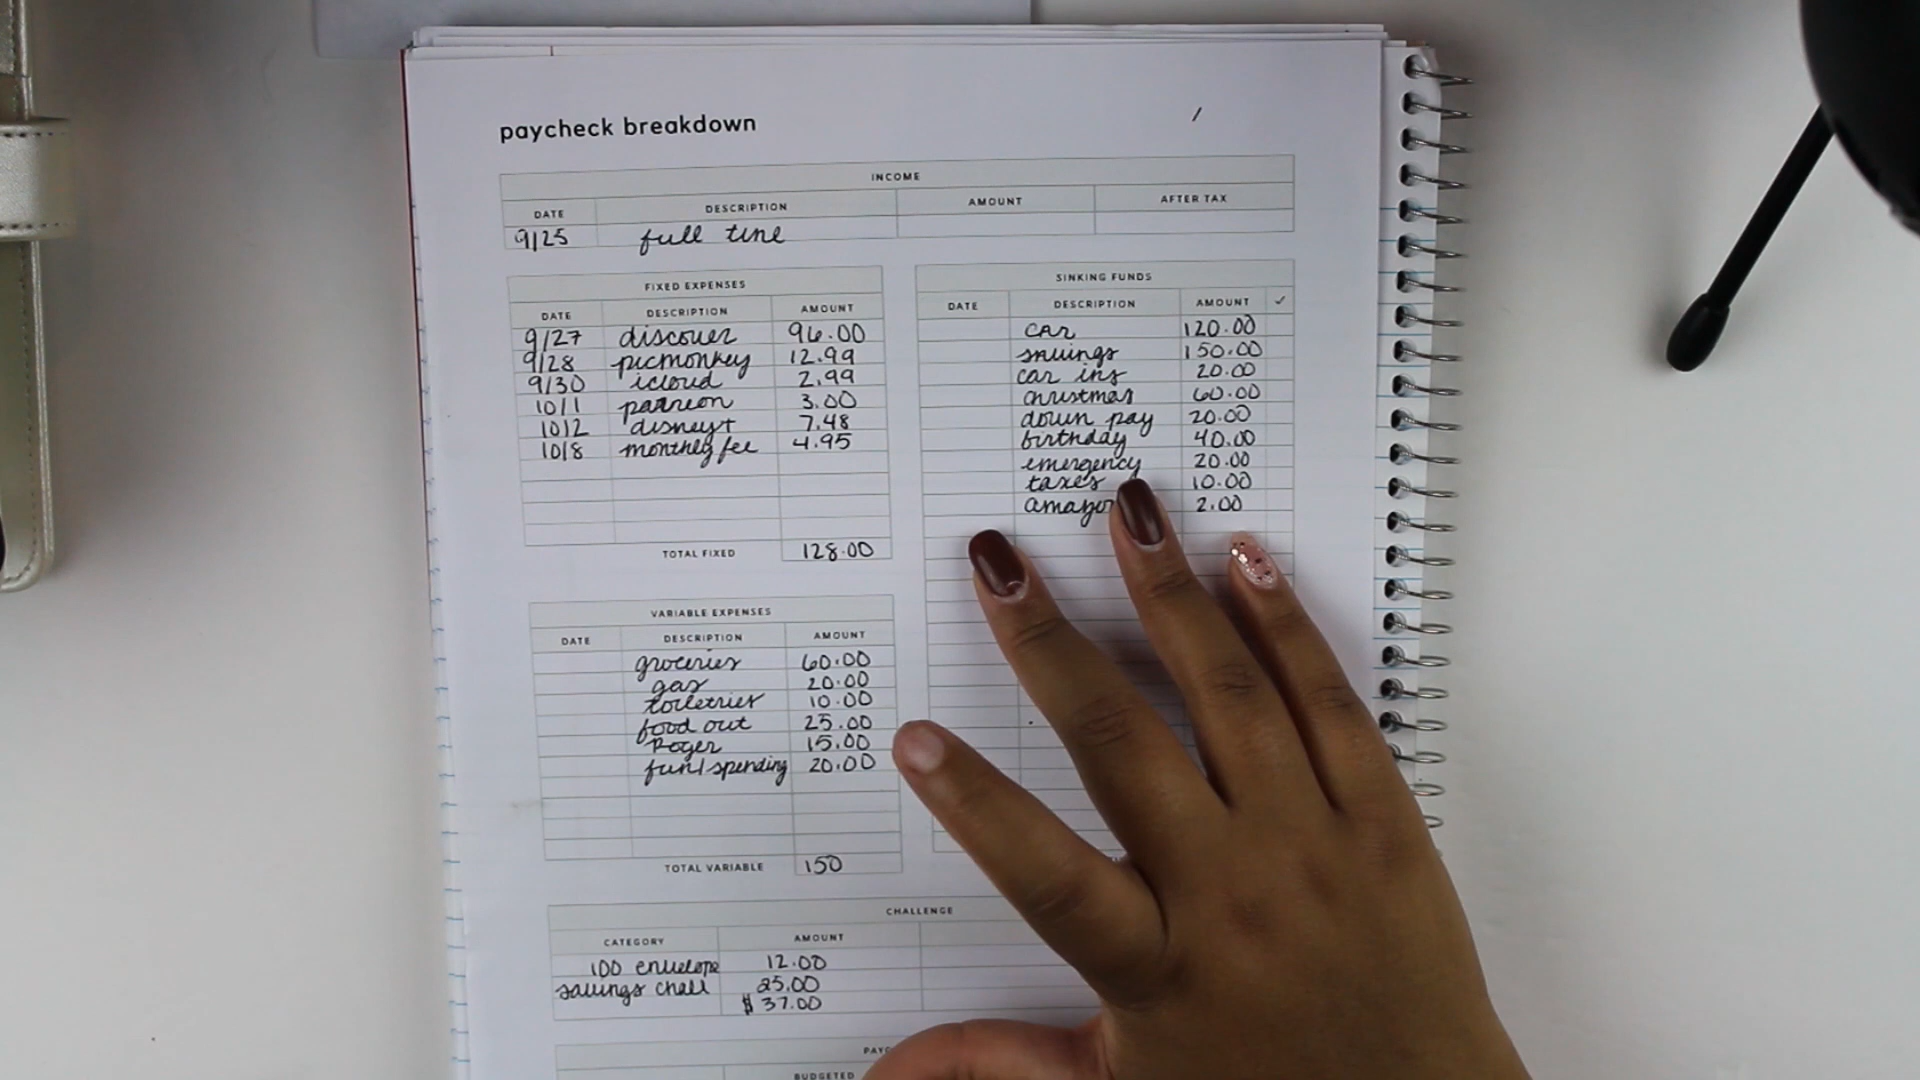 paycheck breakdown /
INCOME
DATE DESCRIPTION AMOUNT AFTER TAX
9/25 full time
FIXED EXPENSES
DATE DESCRIPTION AMOUNT
9/27 discover 96.00
9/28 picmonkey 12.99
9/30 icloud 2.99
10/1 patreon 3.00
10/2 disney+ 7.48
10/8 monthly fee 4.95
TOTAL FIXED 128.00
SINKING FUNDS
DATE DESCRIPTION AMOUNT ✓
car 120.00
savings 150.00
car ins 20.00
christmas 60.00
down pay 20.00
birthday 40.00
emergency 20.00
taxes 10.00
amazon 2.00
VARIABLE EXPENSES
DATE DESCRIPTION AMOUNT
groceries 60.00
gas 20.00
toiletries 10.00
food out 25.00
Roger 15.00
fun/spending 20.00
TOTAL VARIABLE 150
CHALLENGE
CATEGORY AMOUNT
100 envelope 12.00
savings chall 25.00
$37.00
BUDGETED